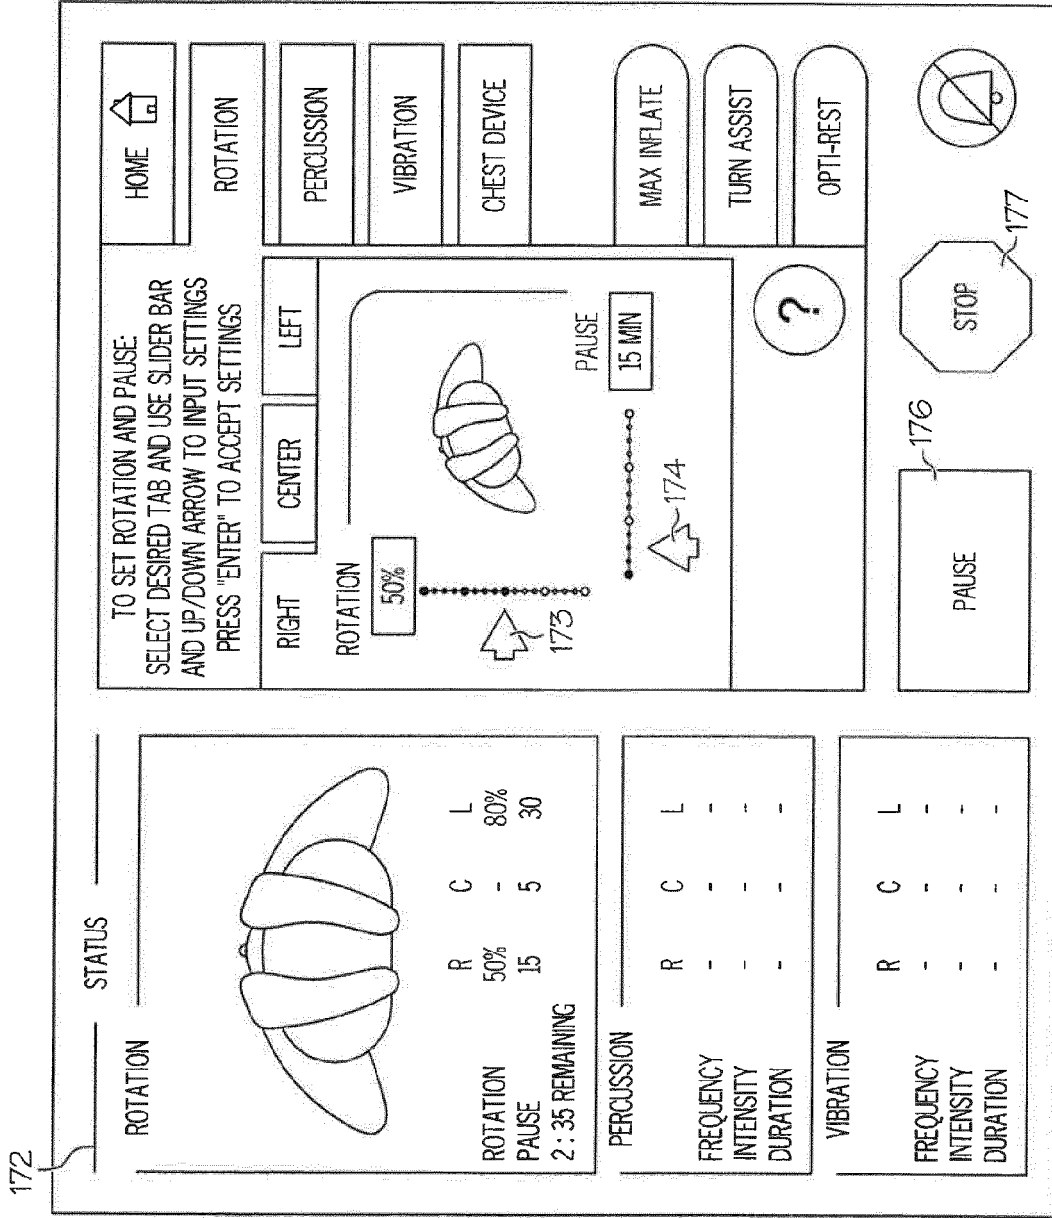 172
STATUS
ROTATION
R C L
ROTATION 50% - 80%
PAUSE 15 5 30
2 : 35 REMAINING
PERCUSSION
R C L
FREQUENCY - - -
INTENSITY - - -
DURATION - - -
VIBRATION
R C L
FREQUENCY - - -
INTENSITY - - -
DURATION - - -
TO SET ROTATION AND PAUSE:
SELECT DESIRED TAB AND USE SLIDER BAR
AND UP/DOWN ARROW TO INPUT SETTINGS
PRESS "ENTER" TO ACCEPT SETTINGS
RIGHT CENTER LEFT
ROTATION
50%
173
174
PAUSE
15 MIN
?
HOME
ROTATION
PERCUSSION
VIBRATION
CHEST DEVICE
MAX INFLATE
TURN ASSIST
OPTI-REST
PAUSE
176
STOP
177